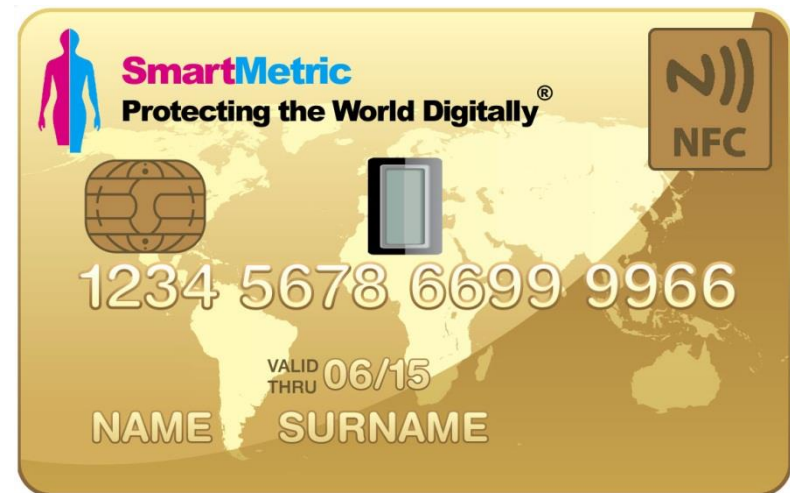 SmartMetric
Protecting the World Digitally®
NFC
1234 5678 6699 9966
VALID THRU 06/15
NAME SURNAME